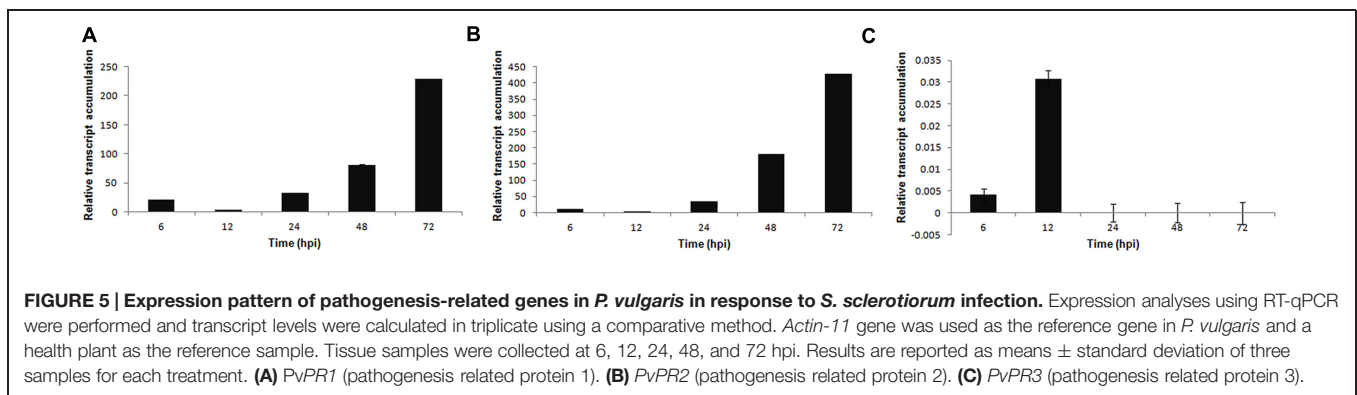 A
Relative transcript accumulation
250
200
150
100
50
0
6 12 24 48 72
Time (hpi)
B
Relative transcript accumulation
450
400
350
300
250
200
150
100
50
0
6 12 24 48 72
Time (hpi)
C
Relative transcript accumulation
0.035
0.03
0.025
0.02
0.015
0.01
0.005
0
-0.005
6 12 24 48 72
Time (hpi)
FIGURE 5 | Expression pattern of pathogenesis-related genes in P. vulgaris in response to S. sclerotiorum infection. Expression analyses using RT-qPCR
were performed and transcript levels were calculated in triplicate using a comparative method. Actin-11 gene was used as the reference gene in P. vulgaris and a
health plant as the reference sample. Tissue samples were collected at 6, 12, 24, 48, and 72 hpi. Results are reported as means ± standard deviation of three
samples for each treatment. (A) PvPR1 (pathogenesis related protein 1). (B) PvPR2 (pathogenesis related protein 2). (C) PvPR3 (pathogenesis related protein 3).